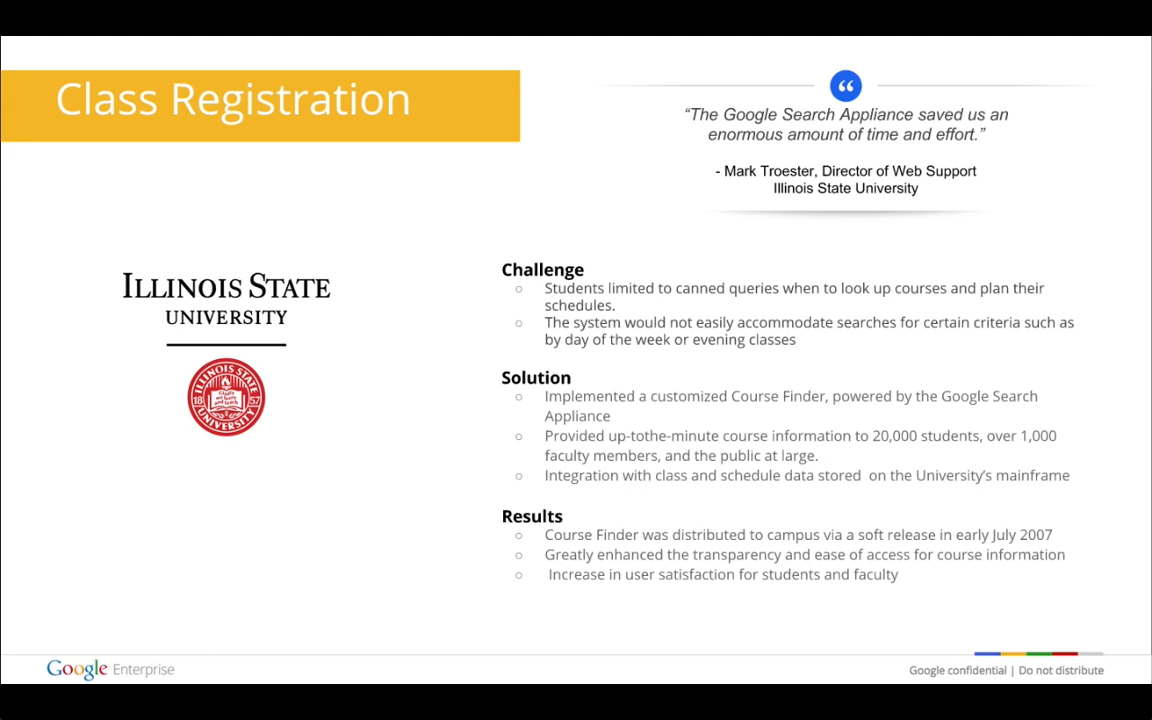 Class Registration
“The Google Search Appliance saved us an
enormous amount of time and effort.”
- Mark Troester, Director of Web Support
Illinois State University
ILLINOIS STATE
UNIVERSITY
ILLINOIS STATE
18 57
UNIVERSITY
Challenge
○ Students limited to canned queries when to look up courses and plan their
schedules.
○ The system would not easily accommodate searches for certain criteria such as
by day of the week or evening classes
Solution
○ Implemented a customized Course Finder, powered by the Google Search
Appliance
○ Provided up-tothe-minute course information to 20,000 students, over 1,000
faculty members, and the public at large.
○ Integration with class and schedule data stored  on the University’s mainframe
Results
○ Course Finder was distributed to campus via a soft release in early July 2007
○ Greatly enhanced the transparency and ease of access for course information
○ Increase in user satisfaction for students and faculty
Google Enterprise
Google confidential | Do not distribute